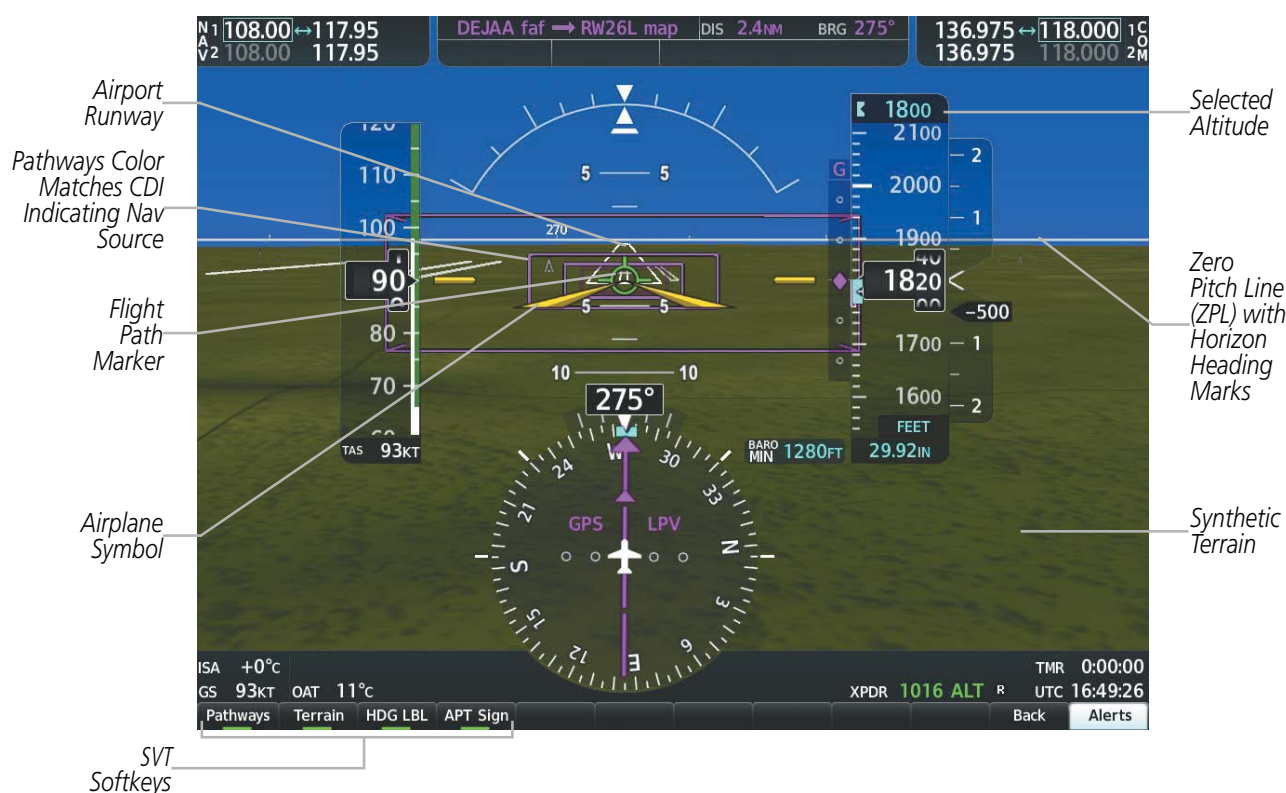 N 1 108.00 ↔ 117.95
A
V 2 108.00 117.95
DEJAA faf → RW26L map DIS 2.4NM BRG 275°
136.975 ↔ 118.000 1 C
O
136.975 118.000 2 M
Airport
Runway
Pathways Color
Matches CDI
Indicating Nav
Source
Flight
Path
Marker
Airplane
Symbol
SVT
Softkeys
Selected
Altitude
Zero
Pitch Line
(ZPL) with
Horizon
Heading
Marks
Synthetic
Terrain
120
110
100
90
80
70
60
TAS 93KT
5 5
270
5 5
10 10
275°
G
1800
2100
2000
1900
40
1820
00
1700
1600
FEET
29.92IN
2
1
-500
1
2
BARO
MIN 1280FT
GPS LPV
W 30 33 N 3 6 E 12 15 S 21 24
ISA +0°C
GS 93KT OAT 11°C
TMR 0:00:00
XPDR 1016 ALT R UTC 16:49:26
Pathways Terrain HDG LBL APT Sign Back Alerts